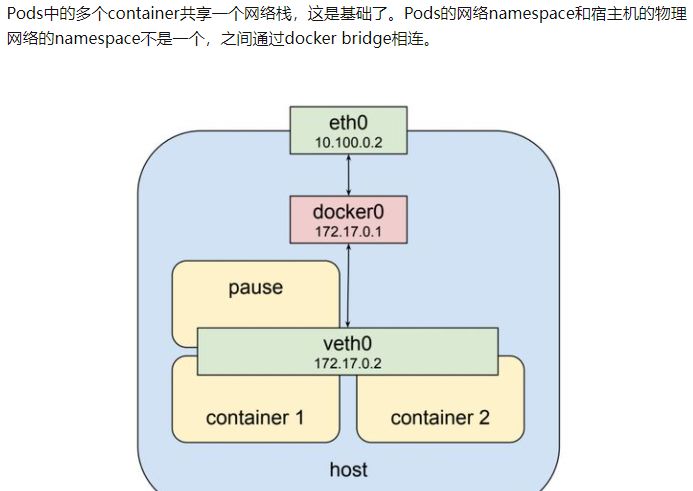 Pods中的多个container共享一个网络栈，这是基础了。Pods的网络namespace和宿主机的物理
网络的namespace不是一个，之间通过docker bridge相连。
eth0
10.100.0.2
docker0
172.17.0.1
pause
veth0
172.17.0.2
container 1
container 2
host